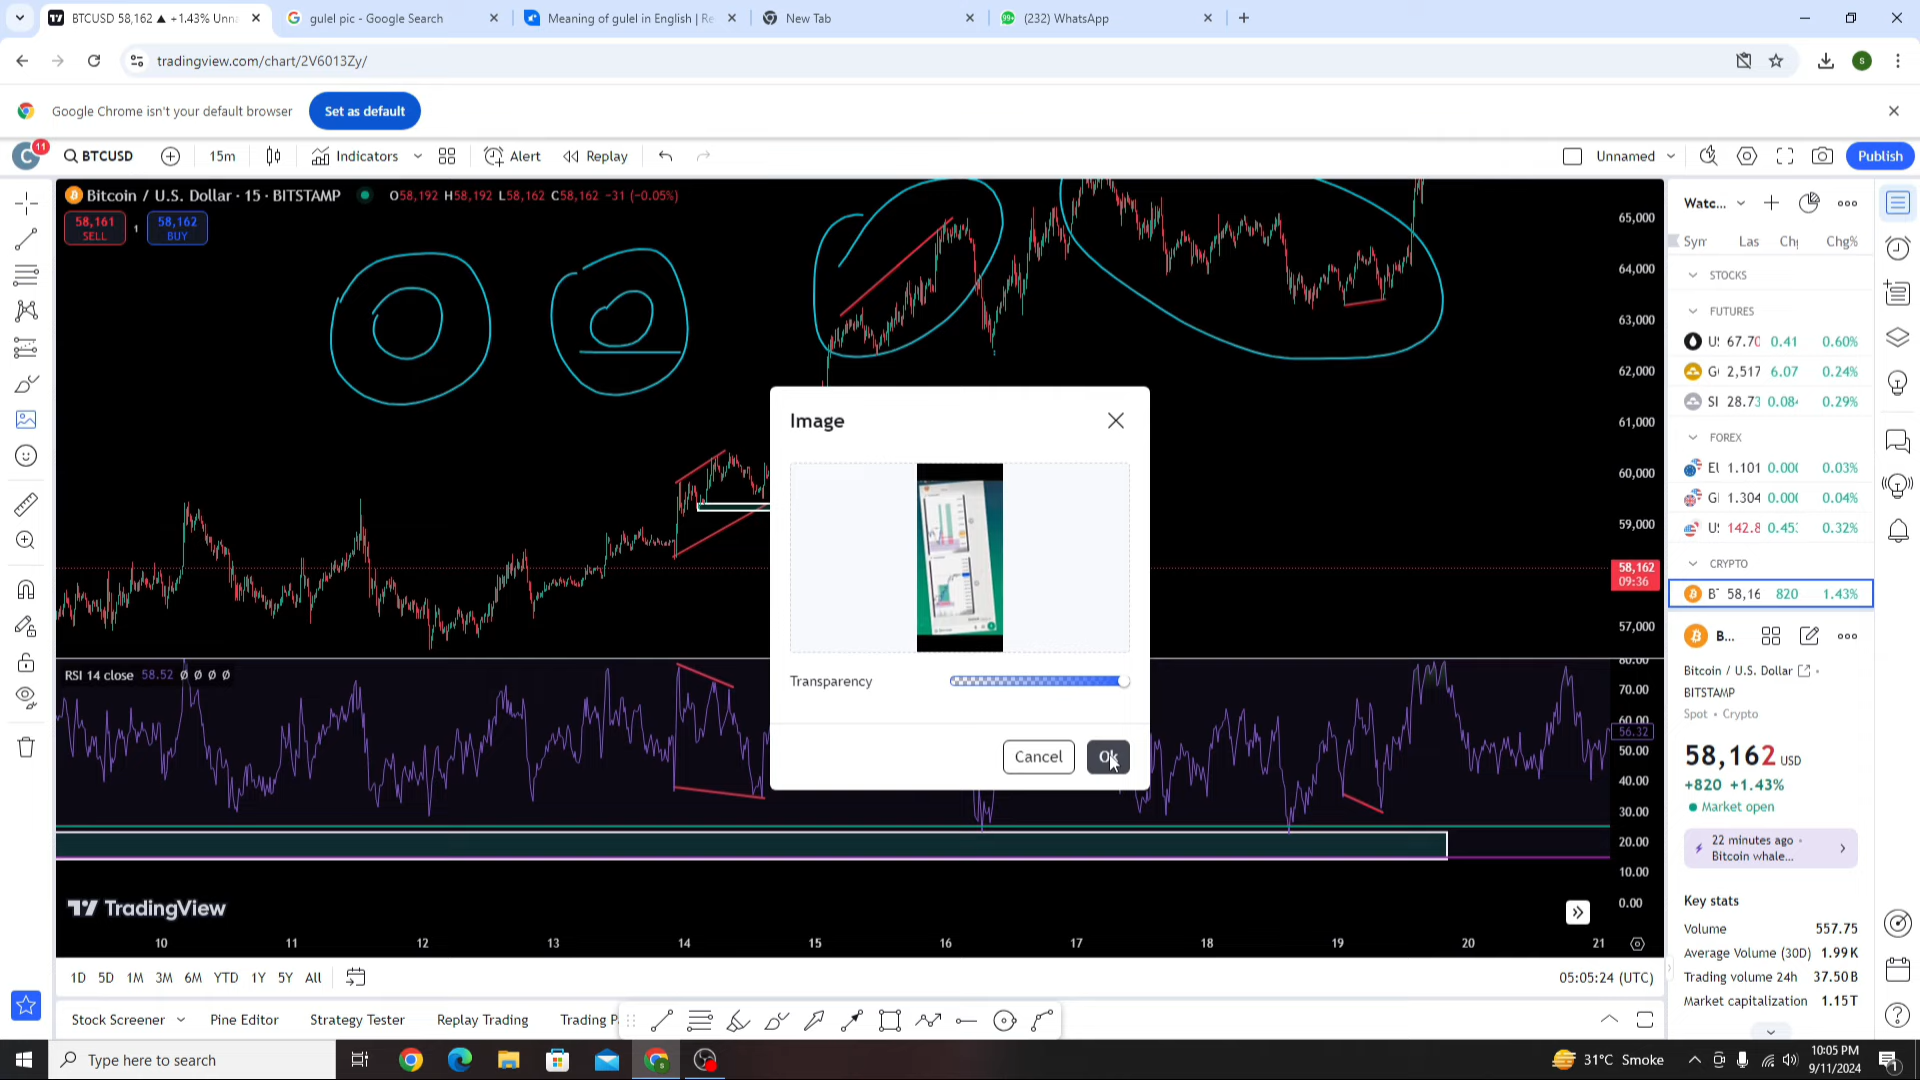 BTCUSD 58,162 ▲ +1.43% Unna
gulel pic - Google Search
Meaning of gulel in English | Re
New Tab
(232) WhatsApp
tradingview.com/chart/2V6013Zy/
Google Chrome isn't your default browser
Set as default
11
BTCUSD
15m
Indicators
Alert
Replay
Unnamed
Publish
Bitcoin / U.S. Dollar · 15 · BITSTAMP
O58,192 H58,192 L58,162 C58,162 −31 (−0.05%)
58,161
SELL
1
58,162
BUY
65,000
64,000
63,000
62,000
61,000
60,000
59,000
58,162
09:36
57,000
Image
Transparency
Cancel
Ok
RSI 14 close 58.52 ø ø ø ø
80.00
70.00
60.00
56.32
50.00
40.00
30.00
20.00
10.00
0.00
TradingView
10 11 12 13 14 15 16 17 18 19 20 21
1D 5D 1M 3M 6M YTD 1Y 5Y All
05:05:24 (UTC)
Stock Screener
Pine Editor
Strategy Tester
Replay Trading
Trading P
Watc...
Sym Las Chg Chg%
STOCKS
FUTURES
U: 67.70 0.41 0.60%
G 2,517 6.07 0.24%
SI 28.73 0.08 0.29%
FOREX
EU 1.101 0.00 0.03%
G 1.304 0.00 0.04%
U: 142.8 0.45 0.32%
CRYPTO
B 58,16 820 1.43%
B...
Bitcoin / U.S. Dollar
BITSTAMP
Spot • Crypto
58,162 USD
+820 +1.43%
Market open
22 minutes ago ·
Bitcoin whale...
Key stats
Volume 557.75
Average Volume (30D) 1.99K
Trading volume 24h 37.50B
Market capitalization 1.15T
Type here to search
31°C Smoke
10:05 PM
9/11/2024
1